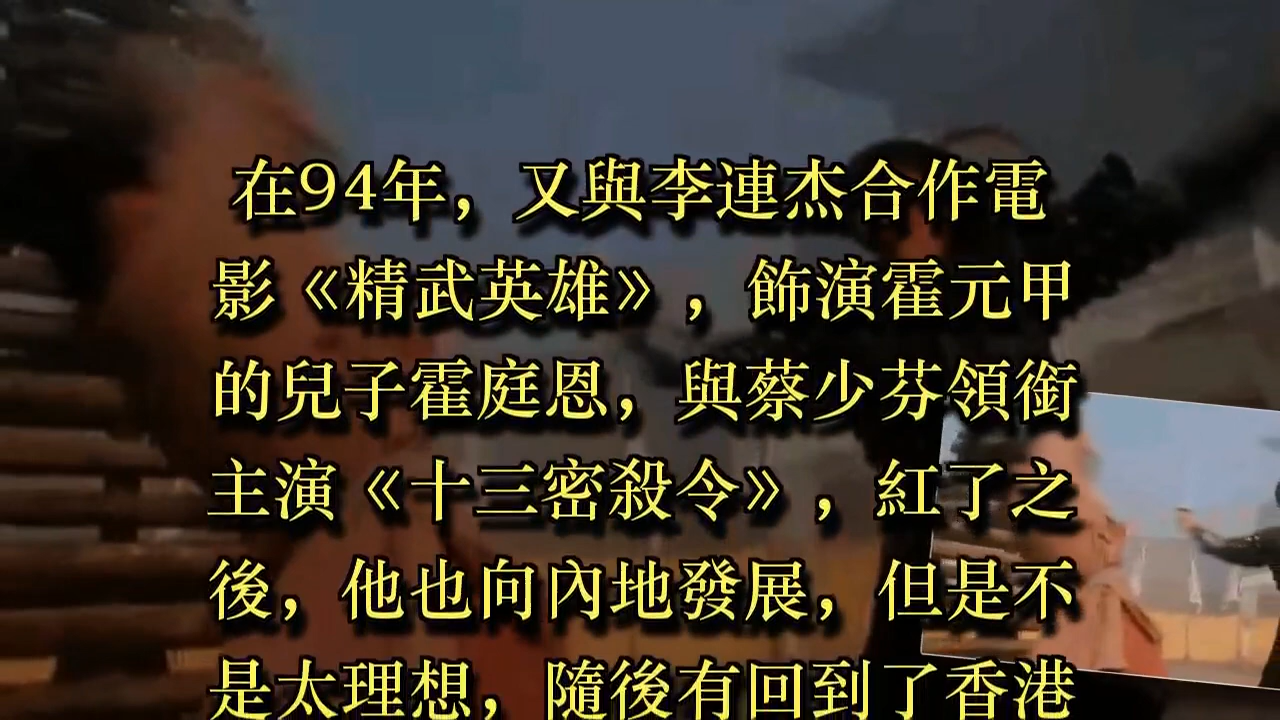 在94年，又與李連杰合作電
影《精武英雄》，飾演霍元甲
的兒子霍庭恩，與蔡少芬領銜
主演《十三密殺令》，紅了之
後，他也向內地發展，但是不
是太理想，隨後有回到了香港